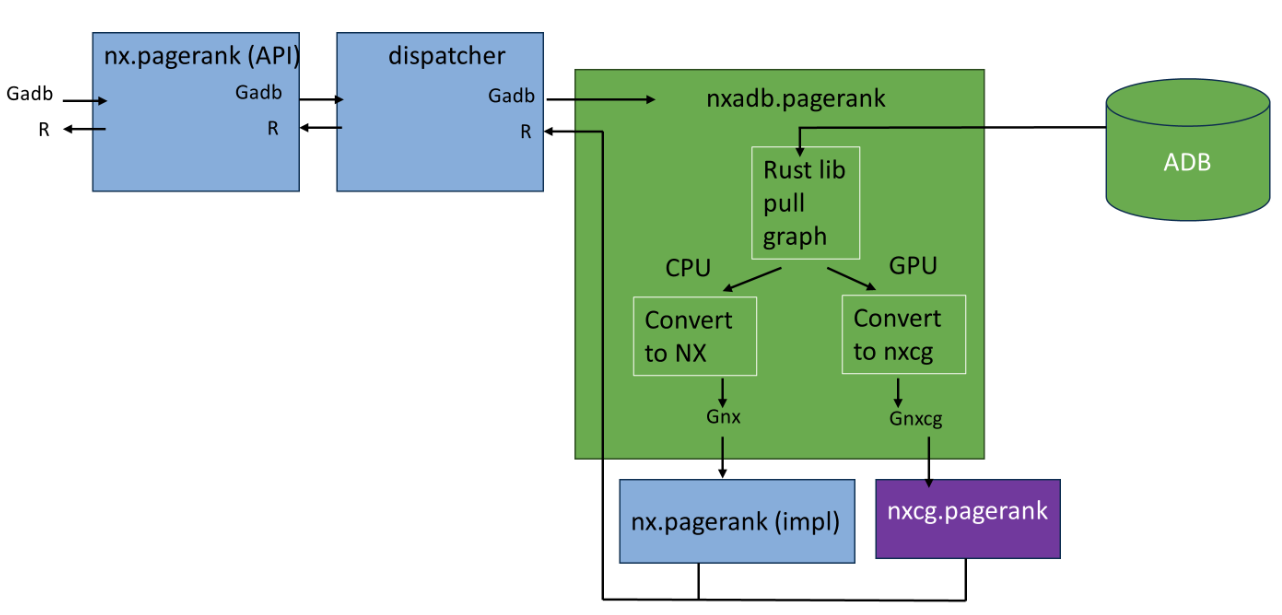 nx.pagerank (API)
Gadb
Gadb
R
R
dispatcher
Gadb
R
nxadb.pagerank
Rust lib
pull
graph
CPU
GPU
Convert
to NX
Convert
to nxcg
Gnx
Gnxcg
nx.pagerank (impl)
nxcg.pagerank
ADB